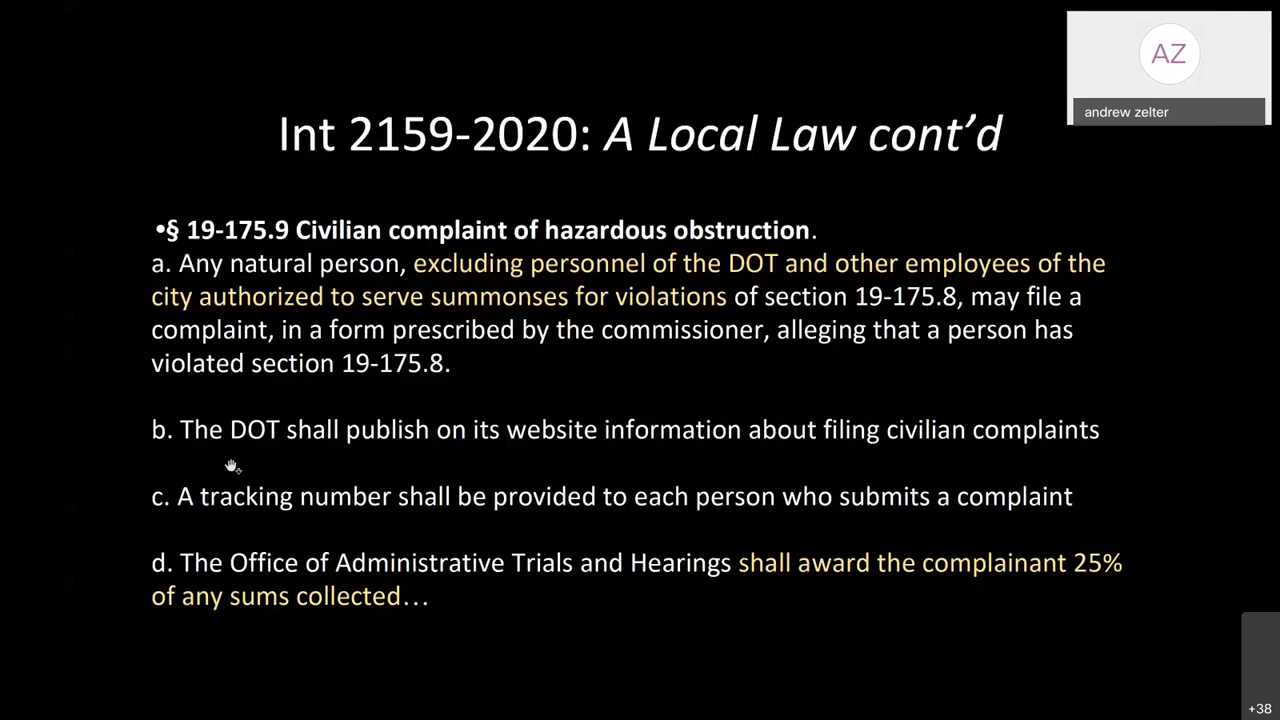 AZ
andrew zelter
Int 2159-2020: A Local Law cont’d
•§ 19-175.9 Civilian complaint of hazardous obstruction.
a. Any natural person, excluding personnel of the DOT and other employees of the
city authorized to serve summonses for violations of section 19-175.8, may file a
complaint, in a form prescribed by the commissioner, alleging that a person has
violated section 19-175.8.
b. The DOT shall publish on its website information about filing civilian complaints
c. A tracking number shall be provided to each person who submits a complaint
d. The Office of Administrative Trials and Hearings shall award the complainant 25%
of any sums collected…
+38